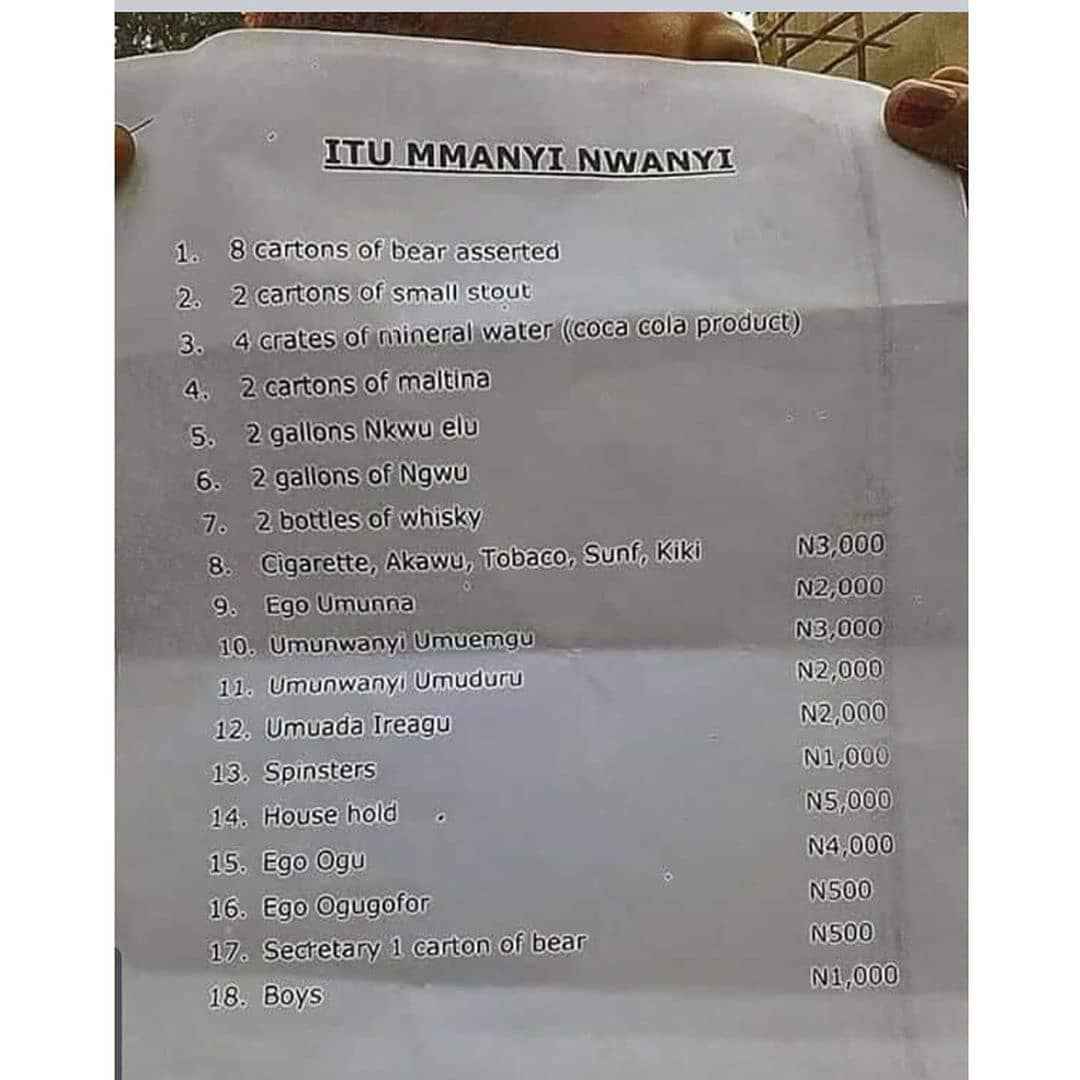 ITU MMANYI NWANYI
1. 8 cartons of bear asserted
2. 2 cartons of small stout
3. 4 crates of mineral water ((coca cola product)
4. 2 cartons of maltina
5. 2 gallons Nkwu elu
6. 2 gallons of Ngwu
7. 2 bottles of whisky
8. Cigarette, Akawu, Tobaco, Sunf, Kiki N3,000
9. Ego Umunna N2,000
10. Umunwanyi Umuemgu N3,000
11. Umunwanyi Umuduru N2,000
12. Umuada Ireagu N2,000
13. Spinsters N1,000
14. House hold N5,000
15. Ego Ogu N4,000
16. Ego Ogugofor N500
17. Secretary 1 carton of bear N500
18. Boys N1,000